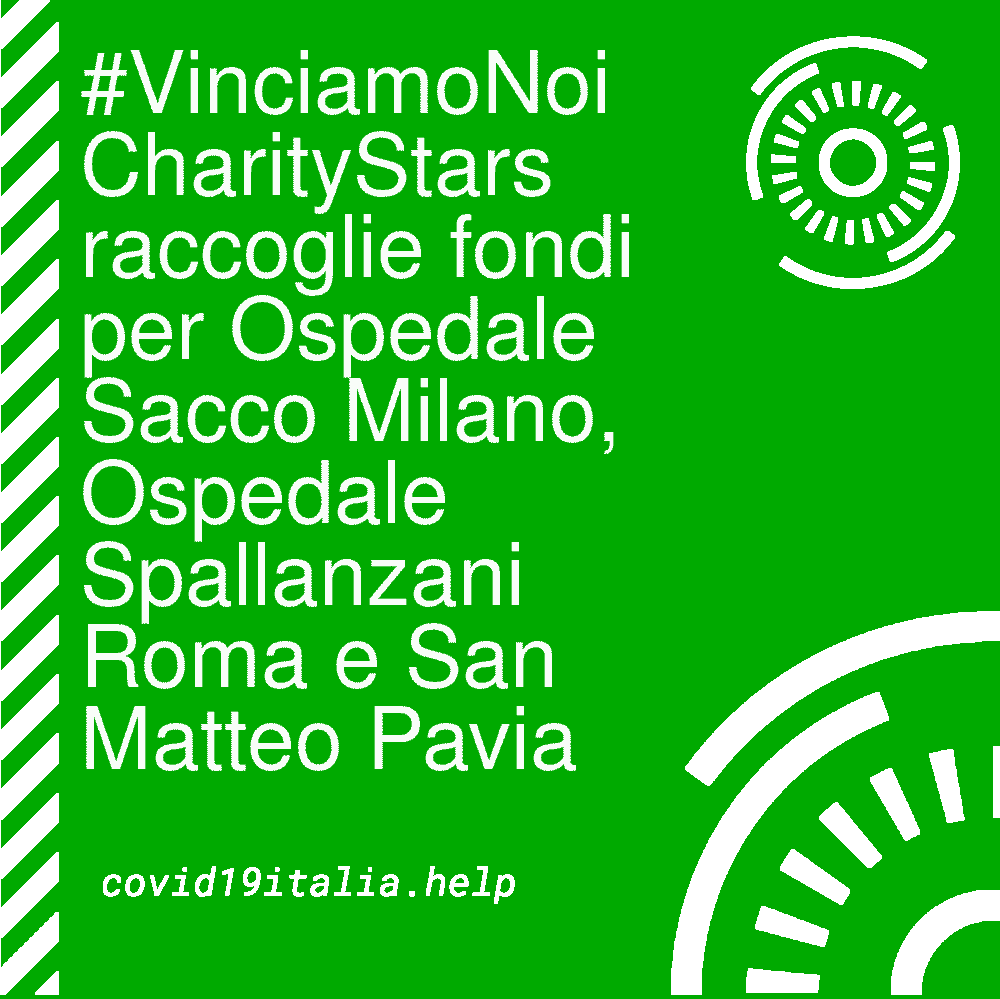 #VinciamoNoi
CharityStars
raccoglie fondi
per Ospedale
Sacco Milano,
Ospedale
Spallanzani
Roma e San
Matteo Pavia
covid19italia.help